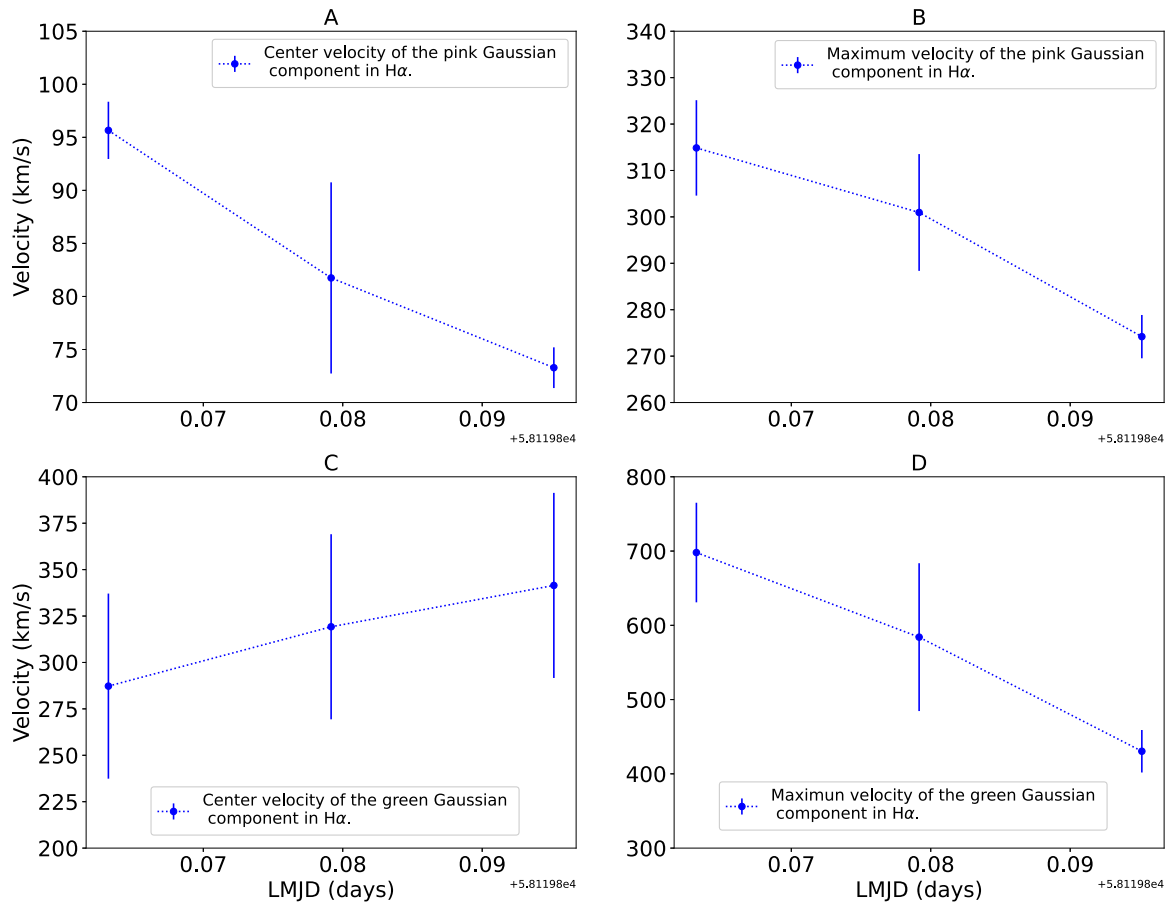 A
105
100
95
90
85
80
75
70
Velocity (km/s)
Center velocity of the pink Gaussian
component in Hα.
0.07
0.08
0.09
+5.81198e4
B
340
330
320
310
300
290
280
270
260
Maximum velocity of the pink Gaussian
component in Hα.
0.07
0.08
0.09
+5.81198e4
C
400
375
350
325
300
275
250
225
200
Velocity (km/s)
Center velocity of the green Gaussian
component in Hα.
0.07
0.08
0.09
LMJD (days)
+5.81198e4
D
800
700
600
500
400
300
Maximun velocity of the green Gaussian
component in Hα.
0.07
0.08
0.09
LMJD (days)
+5.81198e4